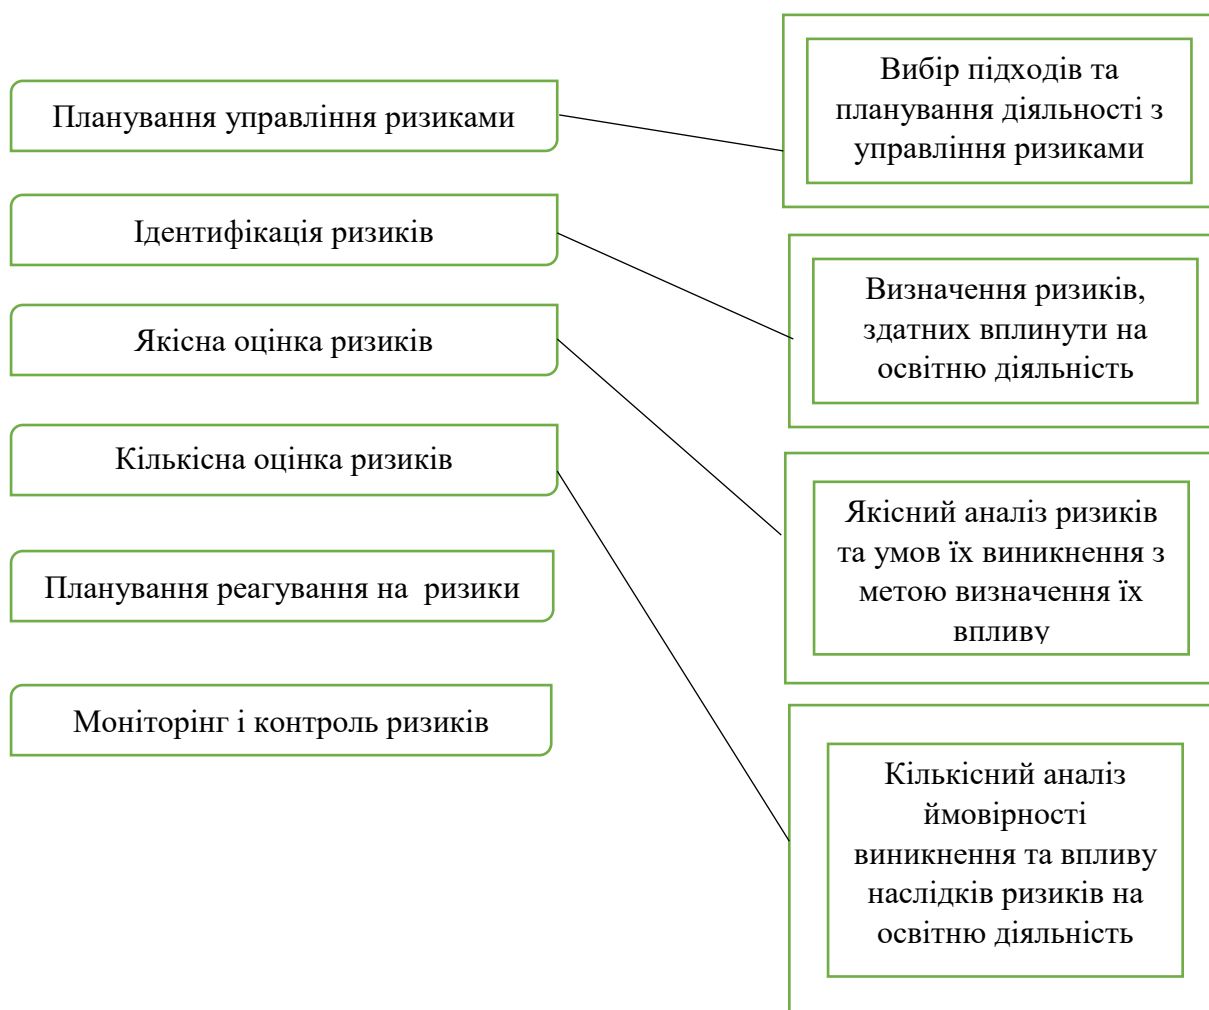 Планування управління ризиками
Ідентифікація ризиків
Якісна оцінка ризиків
Кількісна оцінка ризиків
Планування реагування на  ризики
Моніторінг і контроль ризиків
Вибір підходів та
планування діяльності з
управління ризиками
Визначення ризиків,
здатних вплинути на
освітню діяльність
Якісний аналіз ризиків
та умов їх виникнення з
метою визначення їх
впливу
Кількісний аналіз
ймовірності
виникнення та впливу
наслідків ризиків на
освітню діяльність